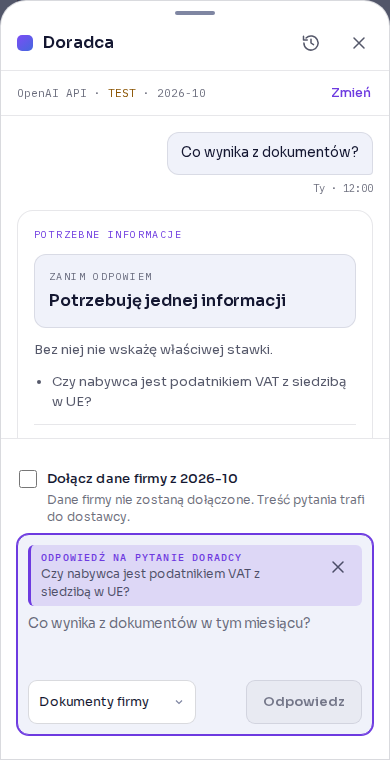 Doradca
OpenAI API · TEST · 2026-10
Zmień
Co wynika z dokumentów?
Ty · 12:00
POTRZEBNE INFORMACJE
ZANIM ODPOWIEM
Potrzebuję jednej informacji
Bez niej nie wskażę właściwej stawki.
• Czy nabywca jest podatnikiem VAT z siedzibą
w UE?
Dołącz dane firmy z 2026-10
Dane firmy nie zostaną dołączone. Treść pytania trafi
do dostawcy.
ODPOWIEDŹ NA PYTANIE DORADCY
Czy nabywca jest podatnikiem VAT z
siedzibą w UE?
Co wynika z dokumentów w tym miesiącu?
Dokumenty firmy
Odpowiedz